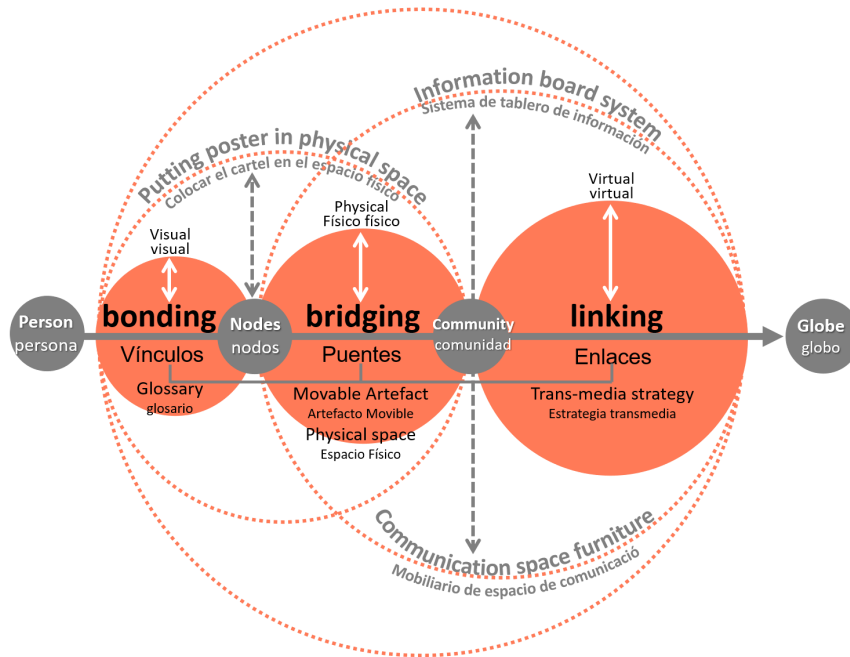 Information board system
Sistema de tablero de información
Putting poster in physical space
Colocar el cartel en el espacio físico
Virtual
virtual
Physical
Físico físico
Visual
visual
Person
persona
bonding
Vínculos
Glossary
glosario
Nodes
nodos
bridging
Puentes
Movable Artefact
Artefacto Movible
Physical space
Espacio Físico
Community
comunidad
linking
Enlaces
Trans-media strategy
Estrategia transmedia
Globe
globo
Communication space furniture
Mobiliario de espacio de comunicació